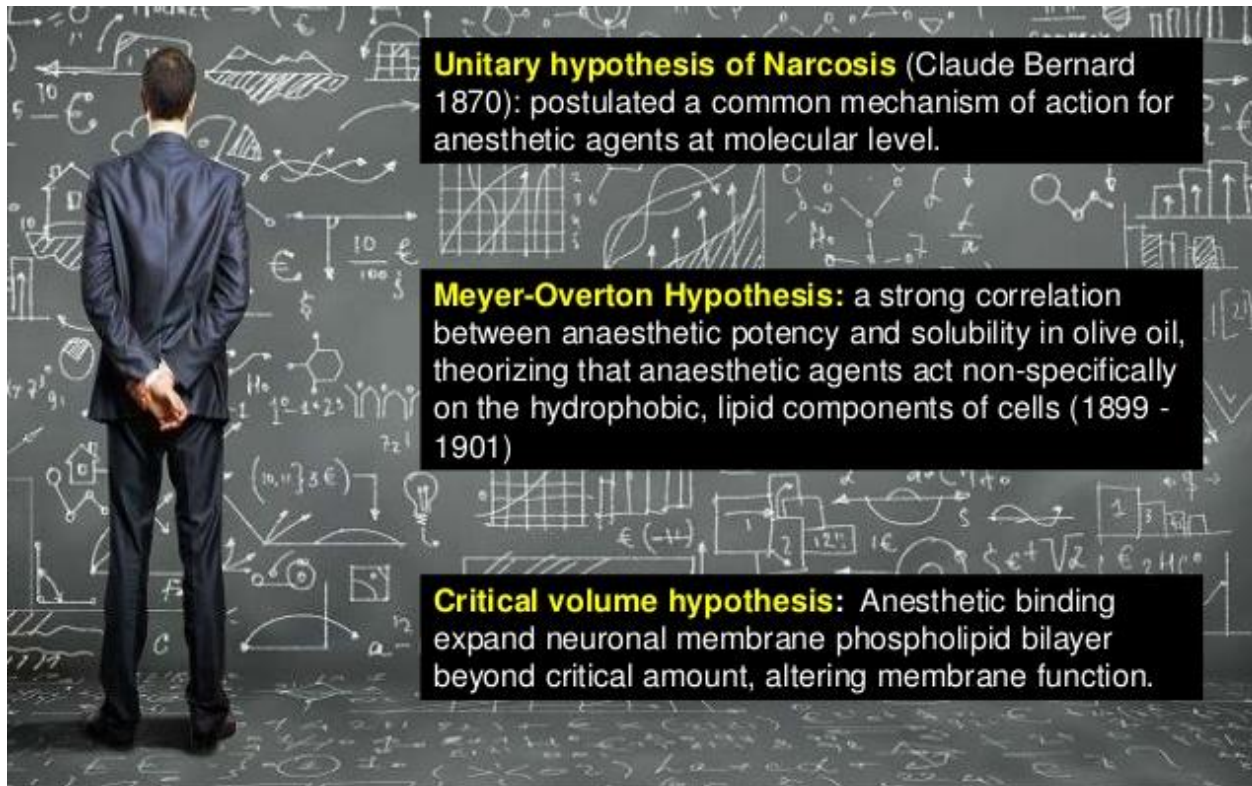 Unitary hypothesis of Narcosis (Claude Bernard
1870): postulated a common mechanism of action for
anesthetic agents at molecular level.
Meyer-Overton Hypothesis: a strong correlation
between anaesthetic potency and solubility in olive oil,
theorizing that anaesthetic agents act non-specifically
on the hydrophobic, lipid components of cells (1899 -
1901)
Critical volume hypothesis: Anesthetic binding
expand neuronal membrane phospholipid bilayer
beyond critical amount, altering membrane function.